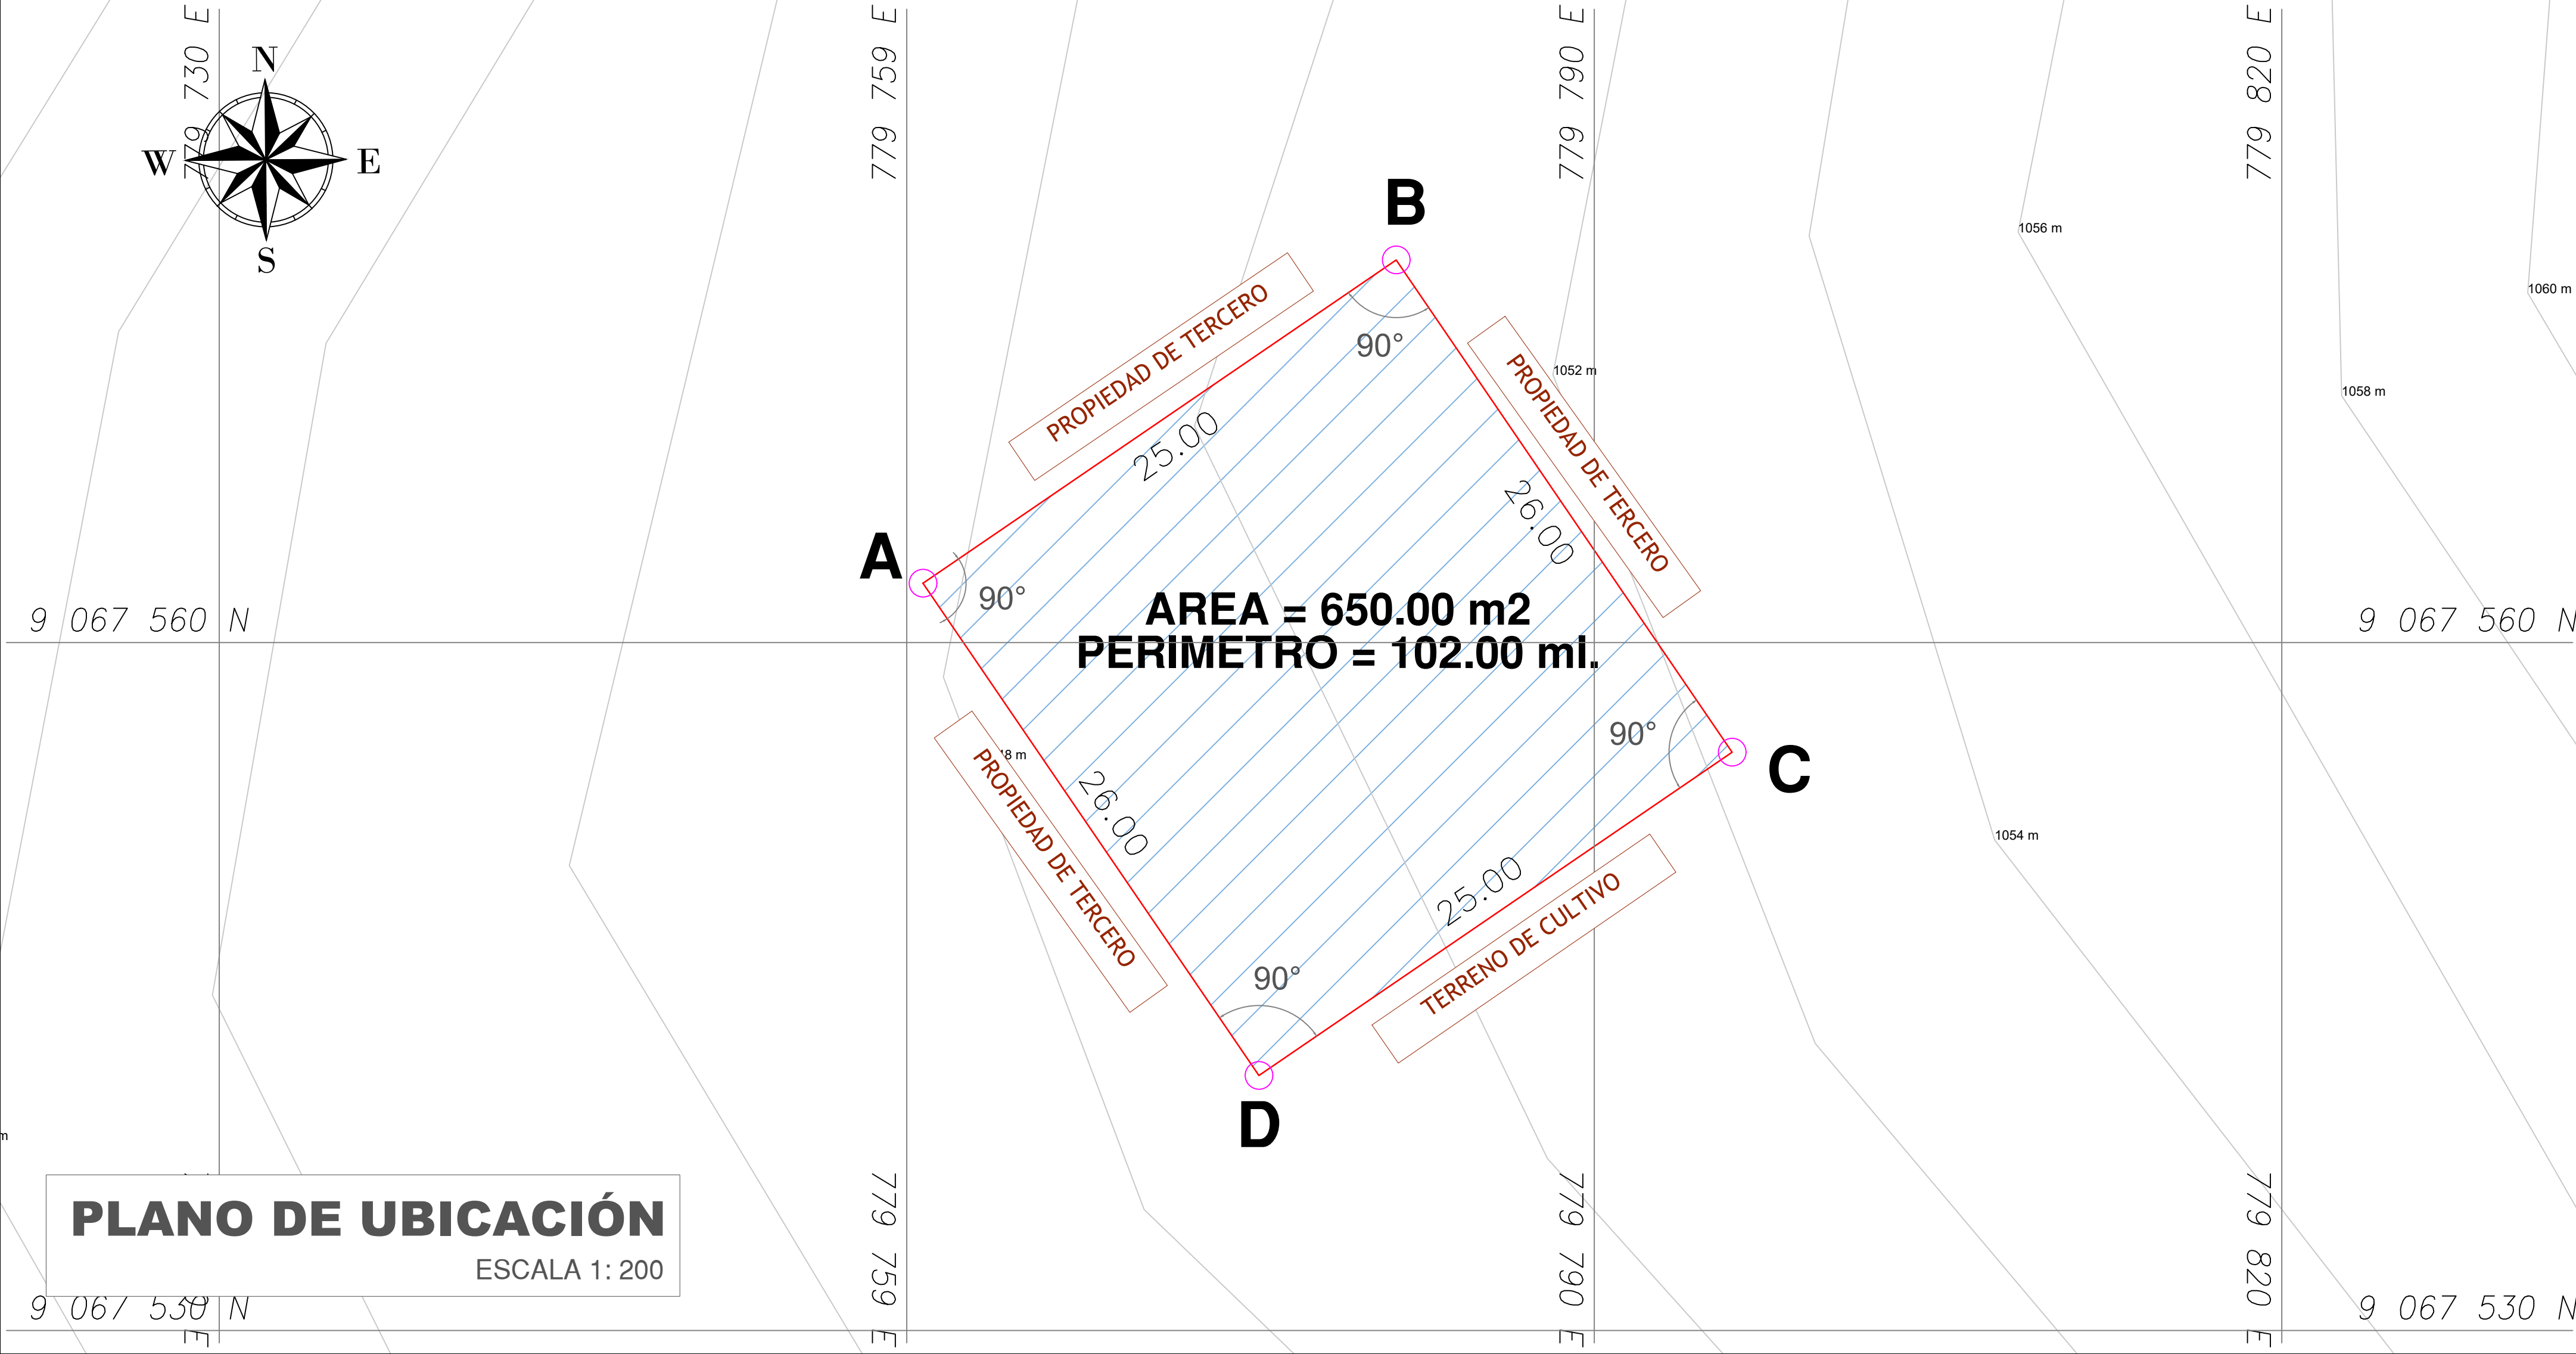 779 730 E
779 759 E
779 790 E
779 820 E
N
W
E
S
B
1056 m
1060 m
PROPIEDAD DE TERCERO
90°
PROPIEDAD DE TERCERO
1052 m
1058 m
25.00
26.00
A
90°
9 067 560 N
AREA = 650.00 m2
9 067 560 N
PERIMETRO = 102.00 ml.
90°
C
8 m
PROPIEDAD DE TERCERO
26.00
1054 m
25.00
TERRENO DE CULTIVO
90°
D
m
PLANO DE UBICACIÓN
ESCALA 1: 200
9 067 530 N
E
779 759 E
779 790 E
779 820 E
9 067 530 N